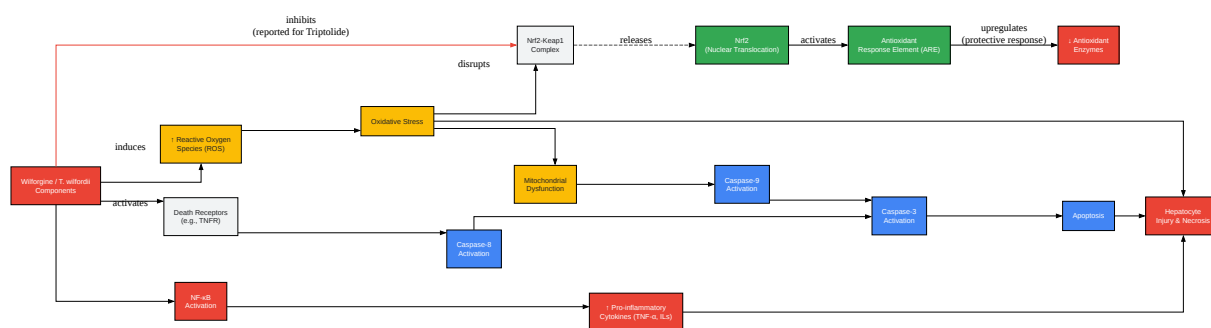 inhibits
(reported for Triptolide)
Nrf2-Keap1
Complex
releases
Nrf2
(Nuclear Translocation)
activates
Antioxidant
Response Element (ARE)
upregulates
(protective response)
↓ Antioxidant
Enzymes
disrupts
Oxidative Stress
induces
↑ Reactive Oxygen
Species (ROS)
Wilforgine / T. wilfordii
Components
activates
Death Receptors
(e.g., TNFR)
Mitochondrial
Dysfunction
Caspase-9
Activation
Caspase-8
Activation
Caspase-3
Activation
Apoptosis
Hepatocyte
Injury & Necrosis
NF-κB
Activation
↑ Pro-inflammatory
Cytokines (TNF-α, ILs)